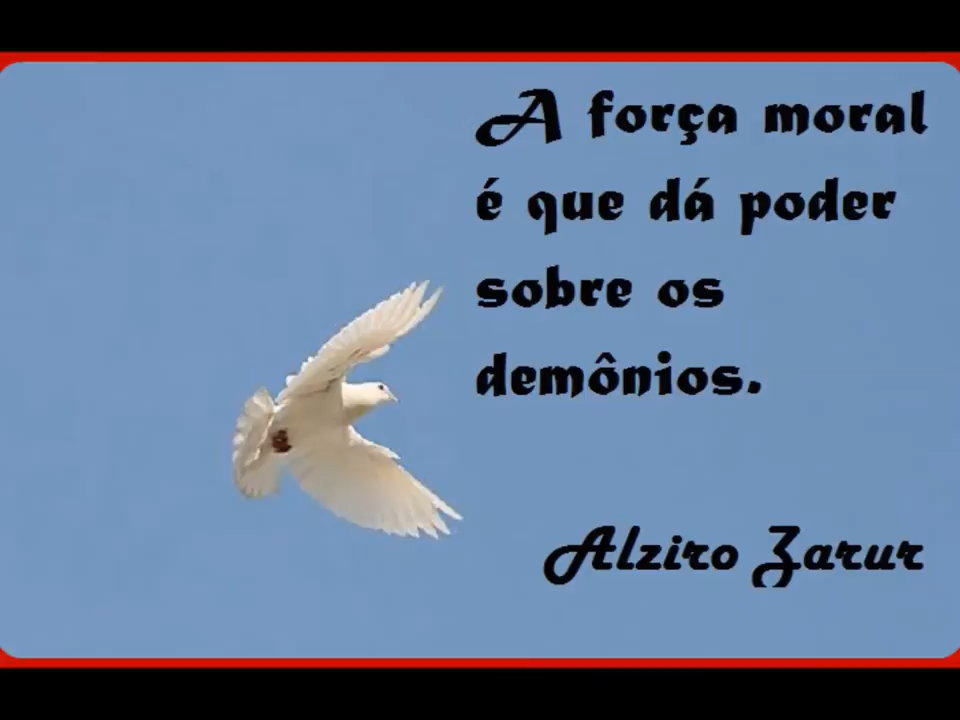 A força moral
é que dá poder
sobre os
demônios.
Alziro Zarur